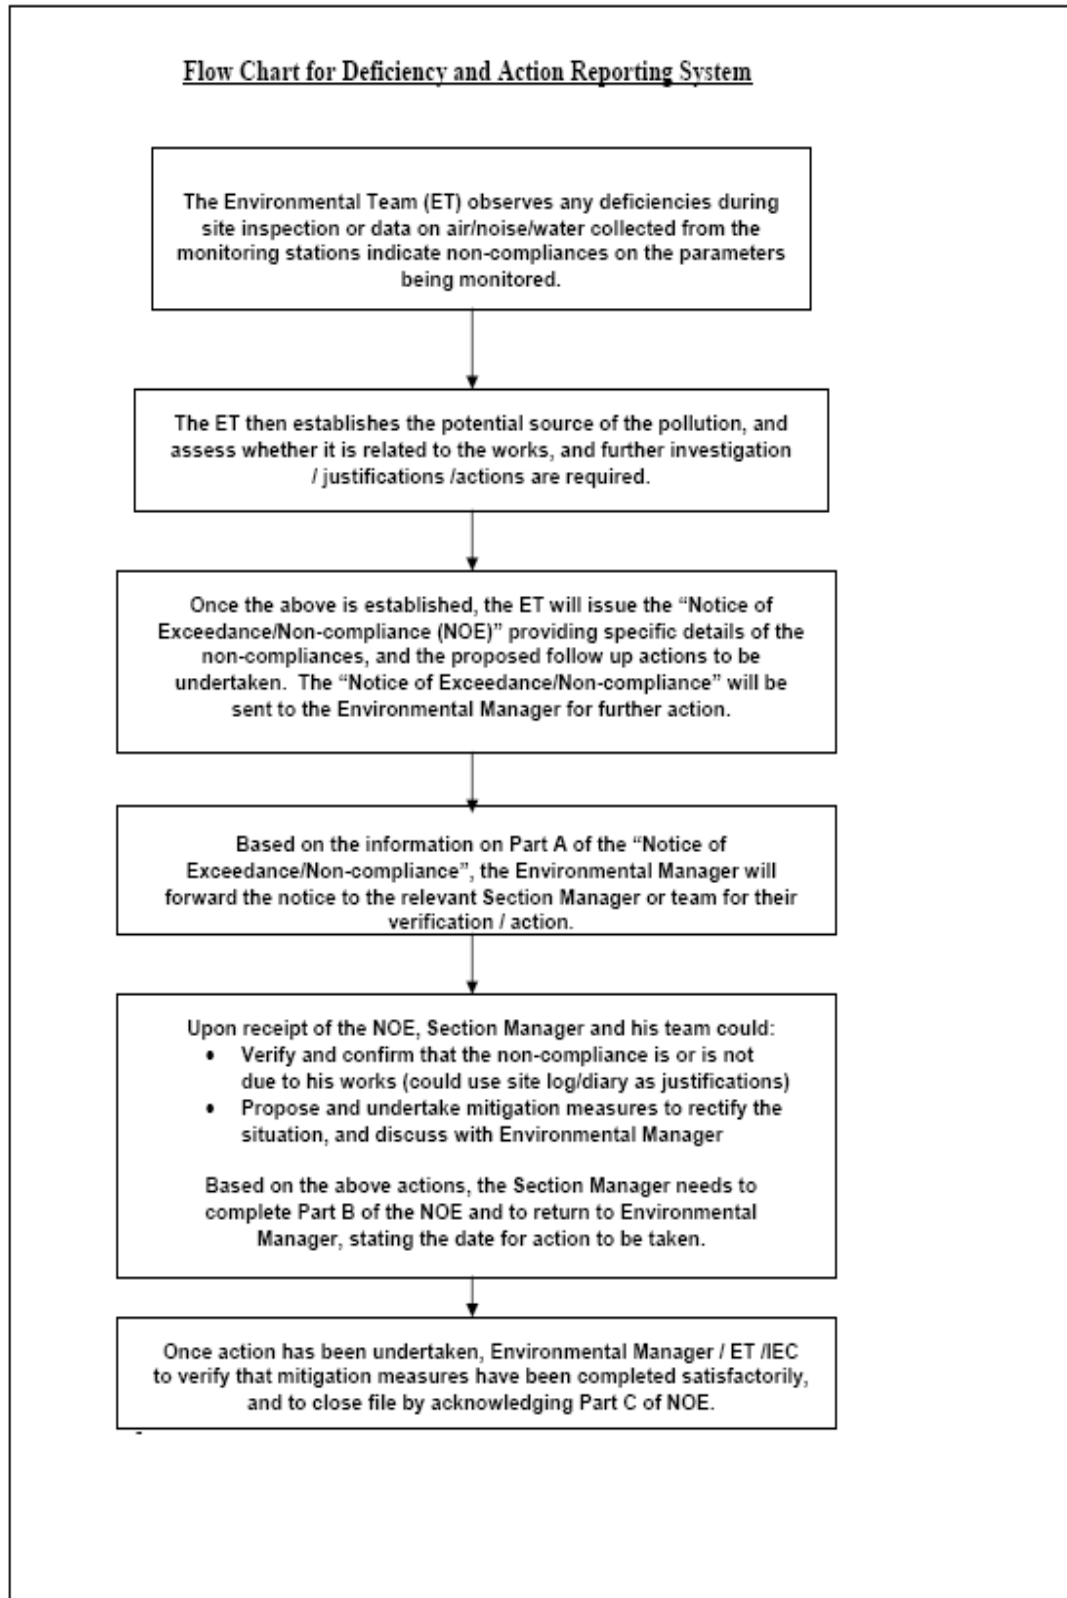 Flow Chart for Deficiency and Action Reporting System
The Environmental Team (ET) observes any deficiencies during
site inspection or data on air/noise/water collected from the
monitoring stations indicate non-compliances on the parameters
being monitored.
The ET then establishes the potential source of the pollution, and
assess whether it is related to the works, and further investigation
/ justifications /actions are required.
Once the above is established, the ET will issue the “Notice of
Exceedance/Non-compliance (NOE)” providing specific details of the
non-compliances, and the proposed follow up actions to be
undertaken. The “Notice of Exceedance/Non-compliance” will be
sent to the Environmental Manager for further action.
Based on the information on Part A of the “Notice of
Exceedance/Non-compliance”, the Environmental Manager will
forward the notice to the relevant Section Manager or team for their
verification / action.
Upon receipt of the NOE, Section Manager and his team could:
• Verify and confirm that the non-compliance is or is not
due to his works (could use site log/diary as justifications)
• Propose and undertake mitigation measures to rectify the
situation, and discuss with Environmental Manager
Based on the above actions, the Section Manager needs to
complete Part B of the NOE and to return to Environmental
Manager, stating the date for action to be taken.
Once action has been undertaken, Environmental Manager / ET /IEC
to verify that mitigation measures have been completed satisfactorily,
and to close file by acknowledging Part C of NOE.
-